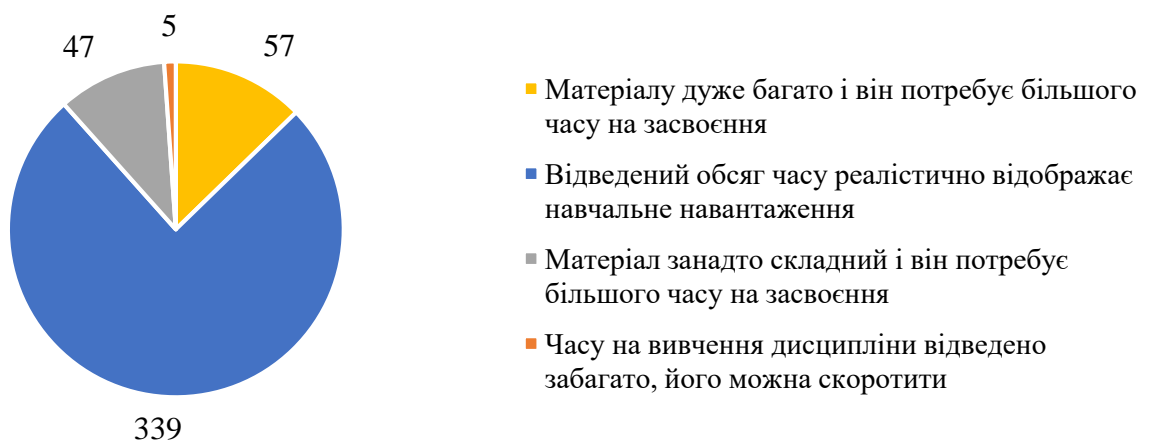 5
47
57
339
Матеріалу дуже багато і він потребує більшого
часу на засвоєння
Відведений обсяг часу реалістично відображає
навчальне навантаження
Матеріал занадто складний і він потребує
більшого часу на засвоєння
Часу на вивчення дисципліни відведено
забагато, його можна скоротити